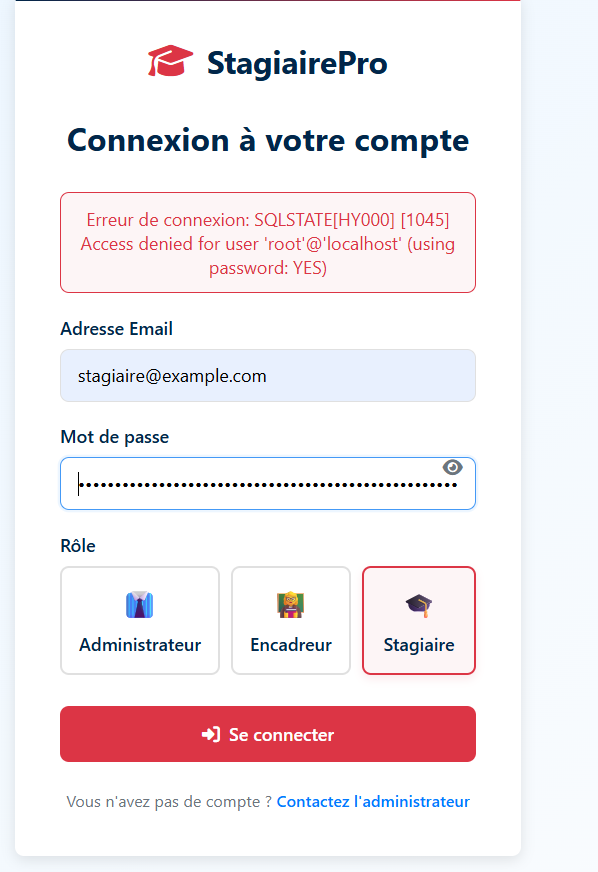 StagiairePro
Connexion à votre compte
Erreur de connexion: SQLSTATE[HY000] [1045]
Access denied for user 'root'@'localhost' (using
password: YES)
Adresse Email
stagiaire@example.com
Mot de passe
Rôle
Administrateur
Encadreur
Stagiaire
Se connecter
Vous n'avez pas de compte ? Contactez l'administrateur